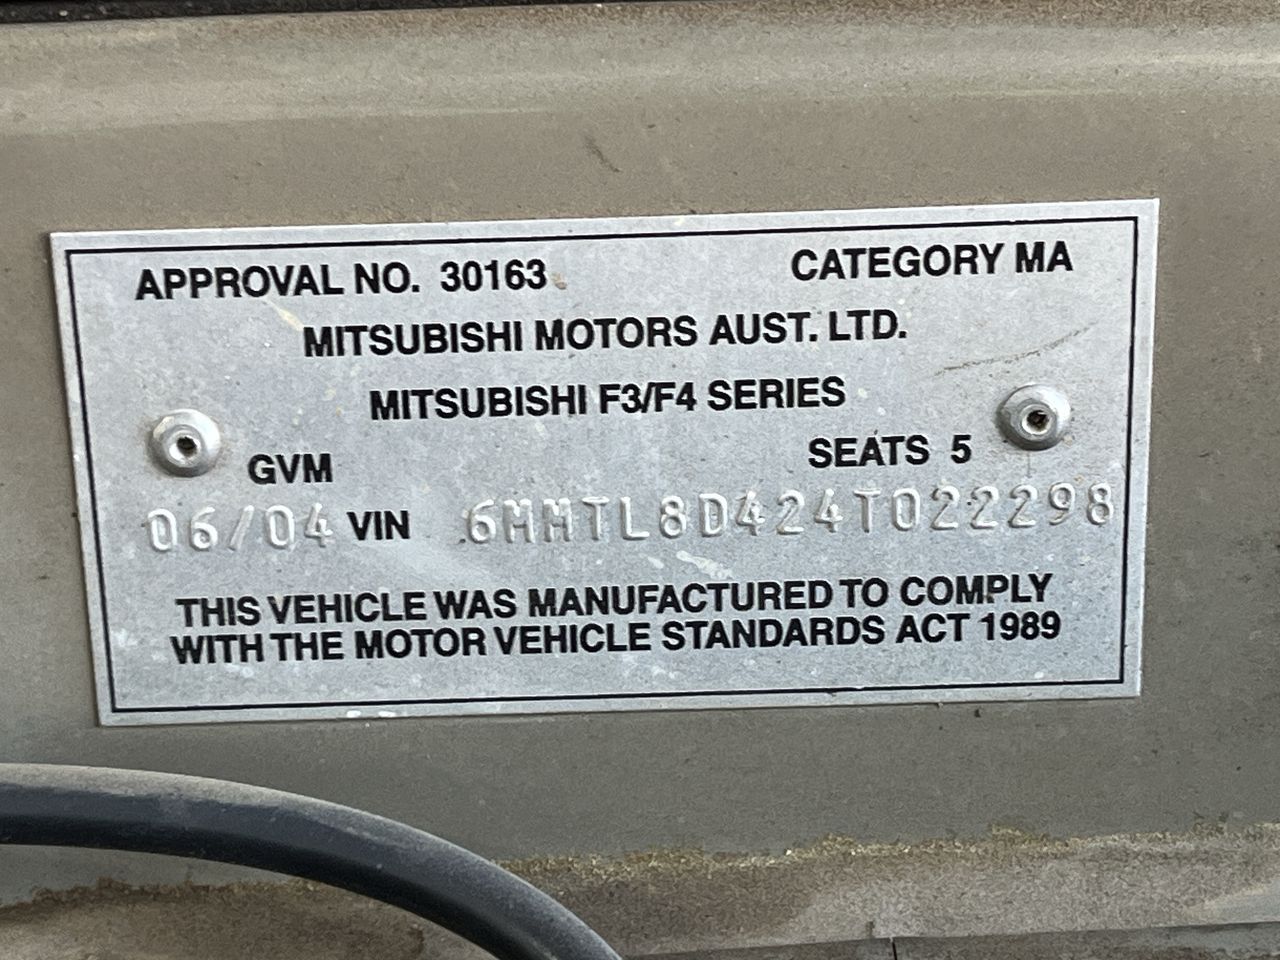 APPROVAL NO. 30163 CATEGORY MA
MITSUBISHI MOTORS AUST. LTD.
MITSUBISHI F3/F4 SERIES
GVM SEATS 5
06/04 VIN 6MMTL8D424T022298
THIS VEHICLE WAS MANUFACTURED TO COMPLY
WITH THE MOTOR VEHICLE STANDARDS ACT 1989